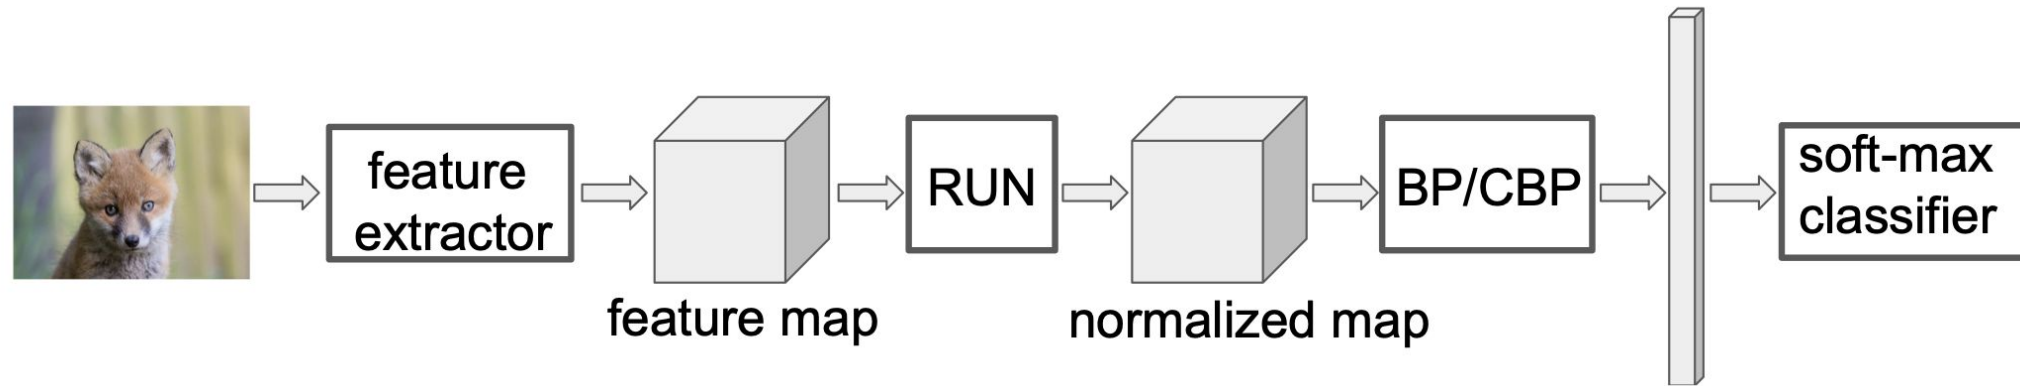 feature
extractor
feature map
RUN
normalized map
BP/CBP
soft-max
classifier